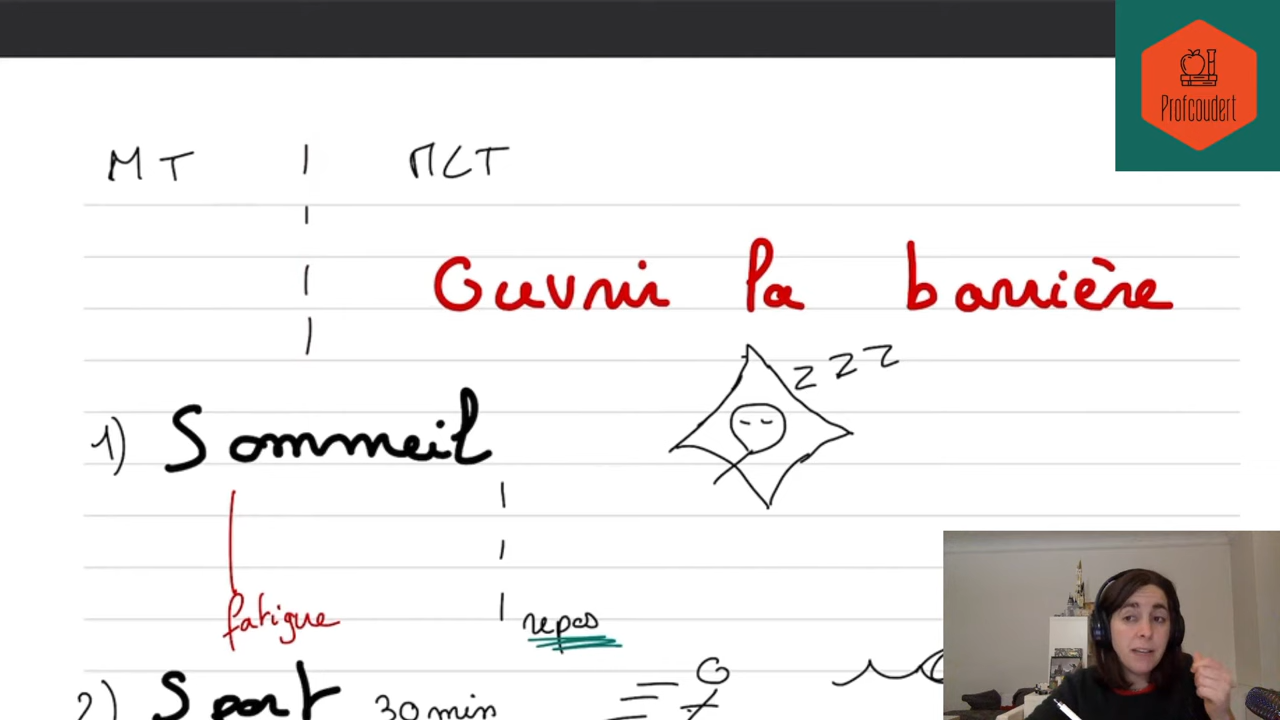 Profcoudert
MT MCT
Ouvrir la barrière
zzz
1) Sommeil
fatigue
repos
2) Sport 30 min